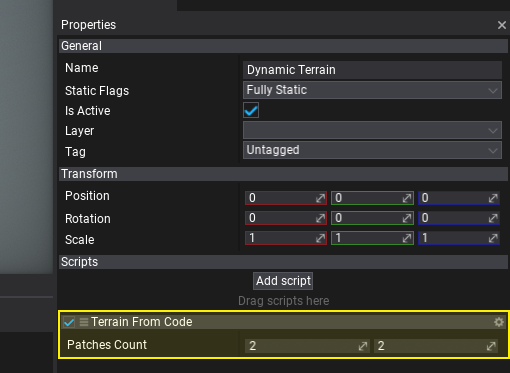 Properties
General
Name Dynamic Terrain
Static Flags Fully Static
Is Active
Layer
Tag Untagged
Transform
Position 0 0 0
Rotation 0 0 0
Scale 1 1 1
Scripts
Add script
Drag scripts here
Terrain From Code
Patches Count 2 2